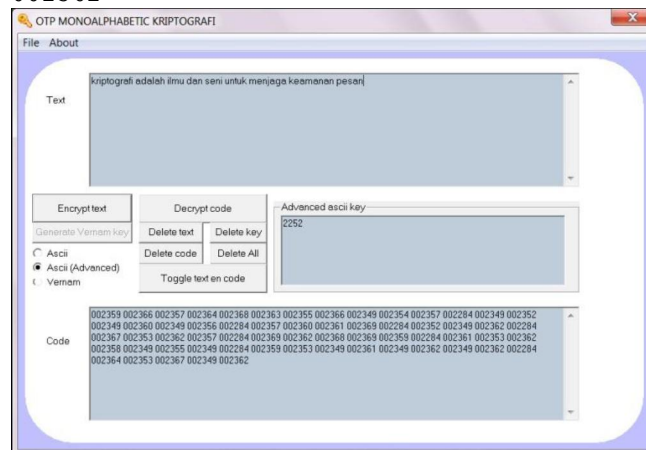 OTP MONOALPHABETIC KRIPTOGRAFI
File About
Text
kriptografi adalah ilmu dan seni untuk menjaga keamanan pesan
Encrypt text
Decrypt code
Advanced ascii key
Generate Vernam key
Delete text
Delete key
2252
Ascii
Delete code
Delete All
Ascii (Advanced)
Toggle text en code
Vernam
Code
002359 002366 002357 002364 002368 002363 002355 002366 002349 002354 002357 002284 002349 002352
002349 002360 002349 002356 002284 002357 002360 002361 002369 002284 002352 002349 002362 002284
002367 002353 002362 002357 002284 002369 002362 002368 002369 002359 002284 002361 002353 002362
002358 002349 002355 002349 002284 002359 002353 002349 002361 002349 002362 002349 002362 002284
002364 002353 002367 002349 002362